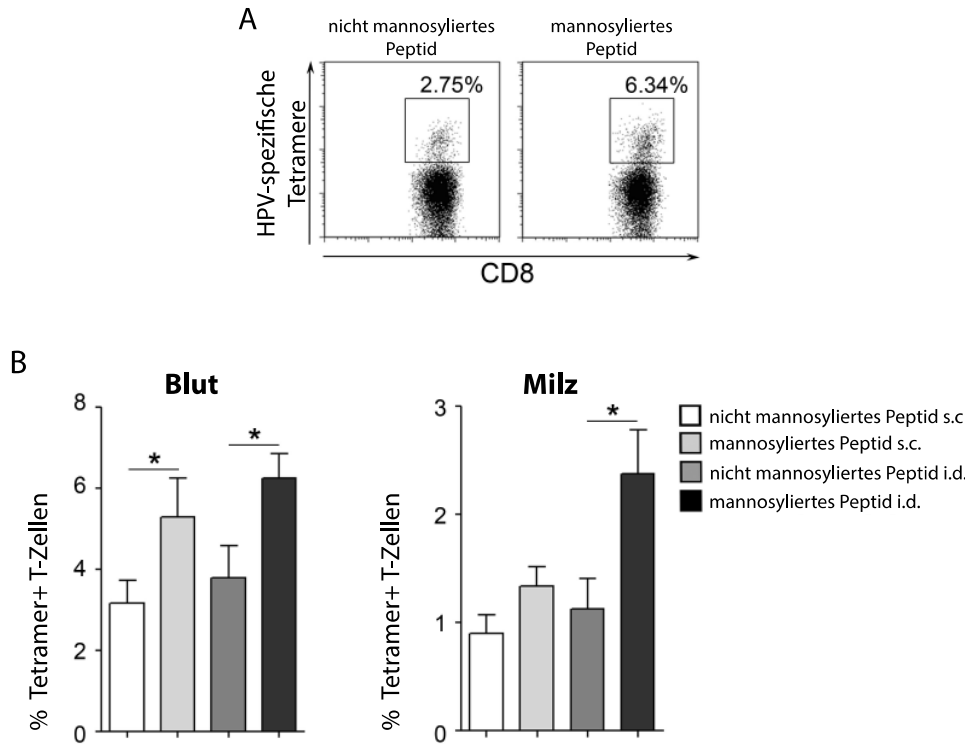 A
nicht mannosyliertes
Peptid
mannosyliertes
Peptid
HPV-spezifische
Tetramere
2.75%
6.34%
CD8
B
Blut
% Tetramer+ T-Zellen
8
6
4
2
0
*
*
Milz
% Tetramer+ T-Zellen
3
2
1
0
*
nicht mannosyliertes Peptid s.c
mannosyliertes Peptid s.c.
nicht mannosyliertes Peptid i.d.
mannosyliertes Peptid i.d.